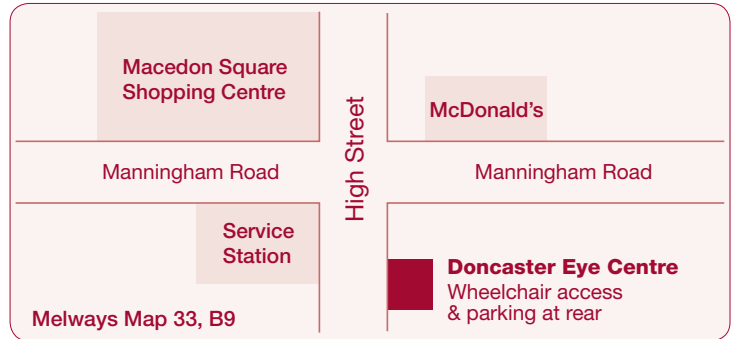 Macedon Square
Shopping Centre
McDonald's
Manningham Road
High Street
Manningham Road
Service
Station
Doncaster Eye Centre
Wheelchair access
& parking at rear
Melways Map 33, B9